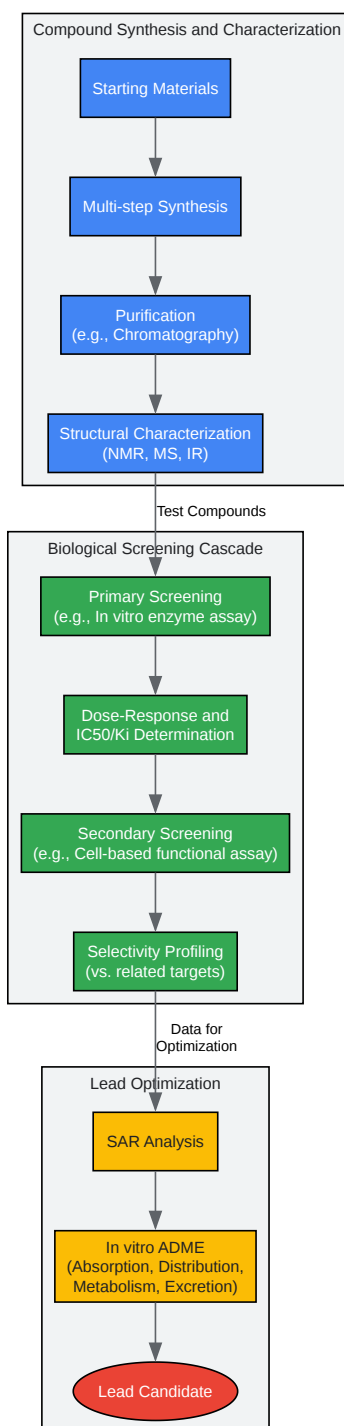 Compound Synthesis and Characterization
Starting Materials
Multi-step Synthesis
Purification
(e.g., Chromatography)
Structural Characterization
(NMR, MS, IR)
Test Compounds
Biological Screening Cascade
Primary Screening
(e.g., In vitro enzyme assay)
Dose-Response and
IC50/Ki Determination
Secondary Screening
(e.g., Cell-based functional assay)
Selectivity Profiling
(vs. related targets)
Data for
Optimization
Lead Optimization
SAR Analysis
In vitro ADME
(Absorption, Distribution,
Metabolism, Excretion)
Lead Candidate